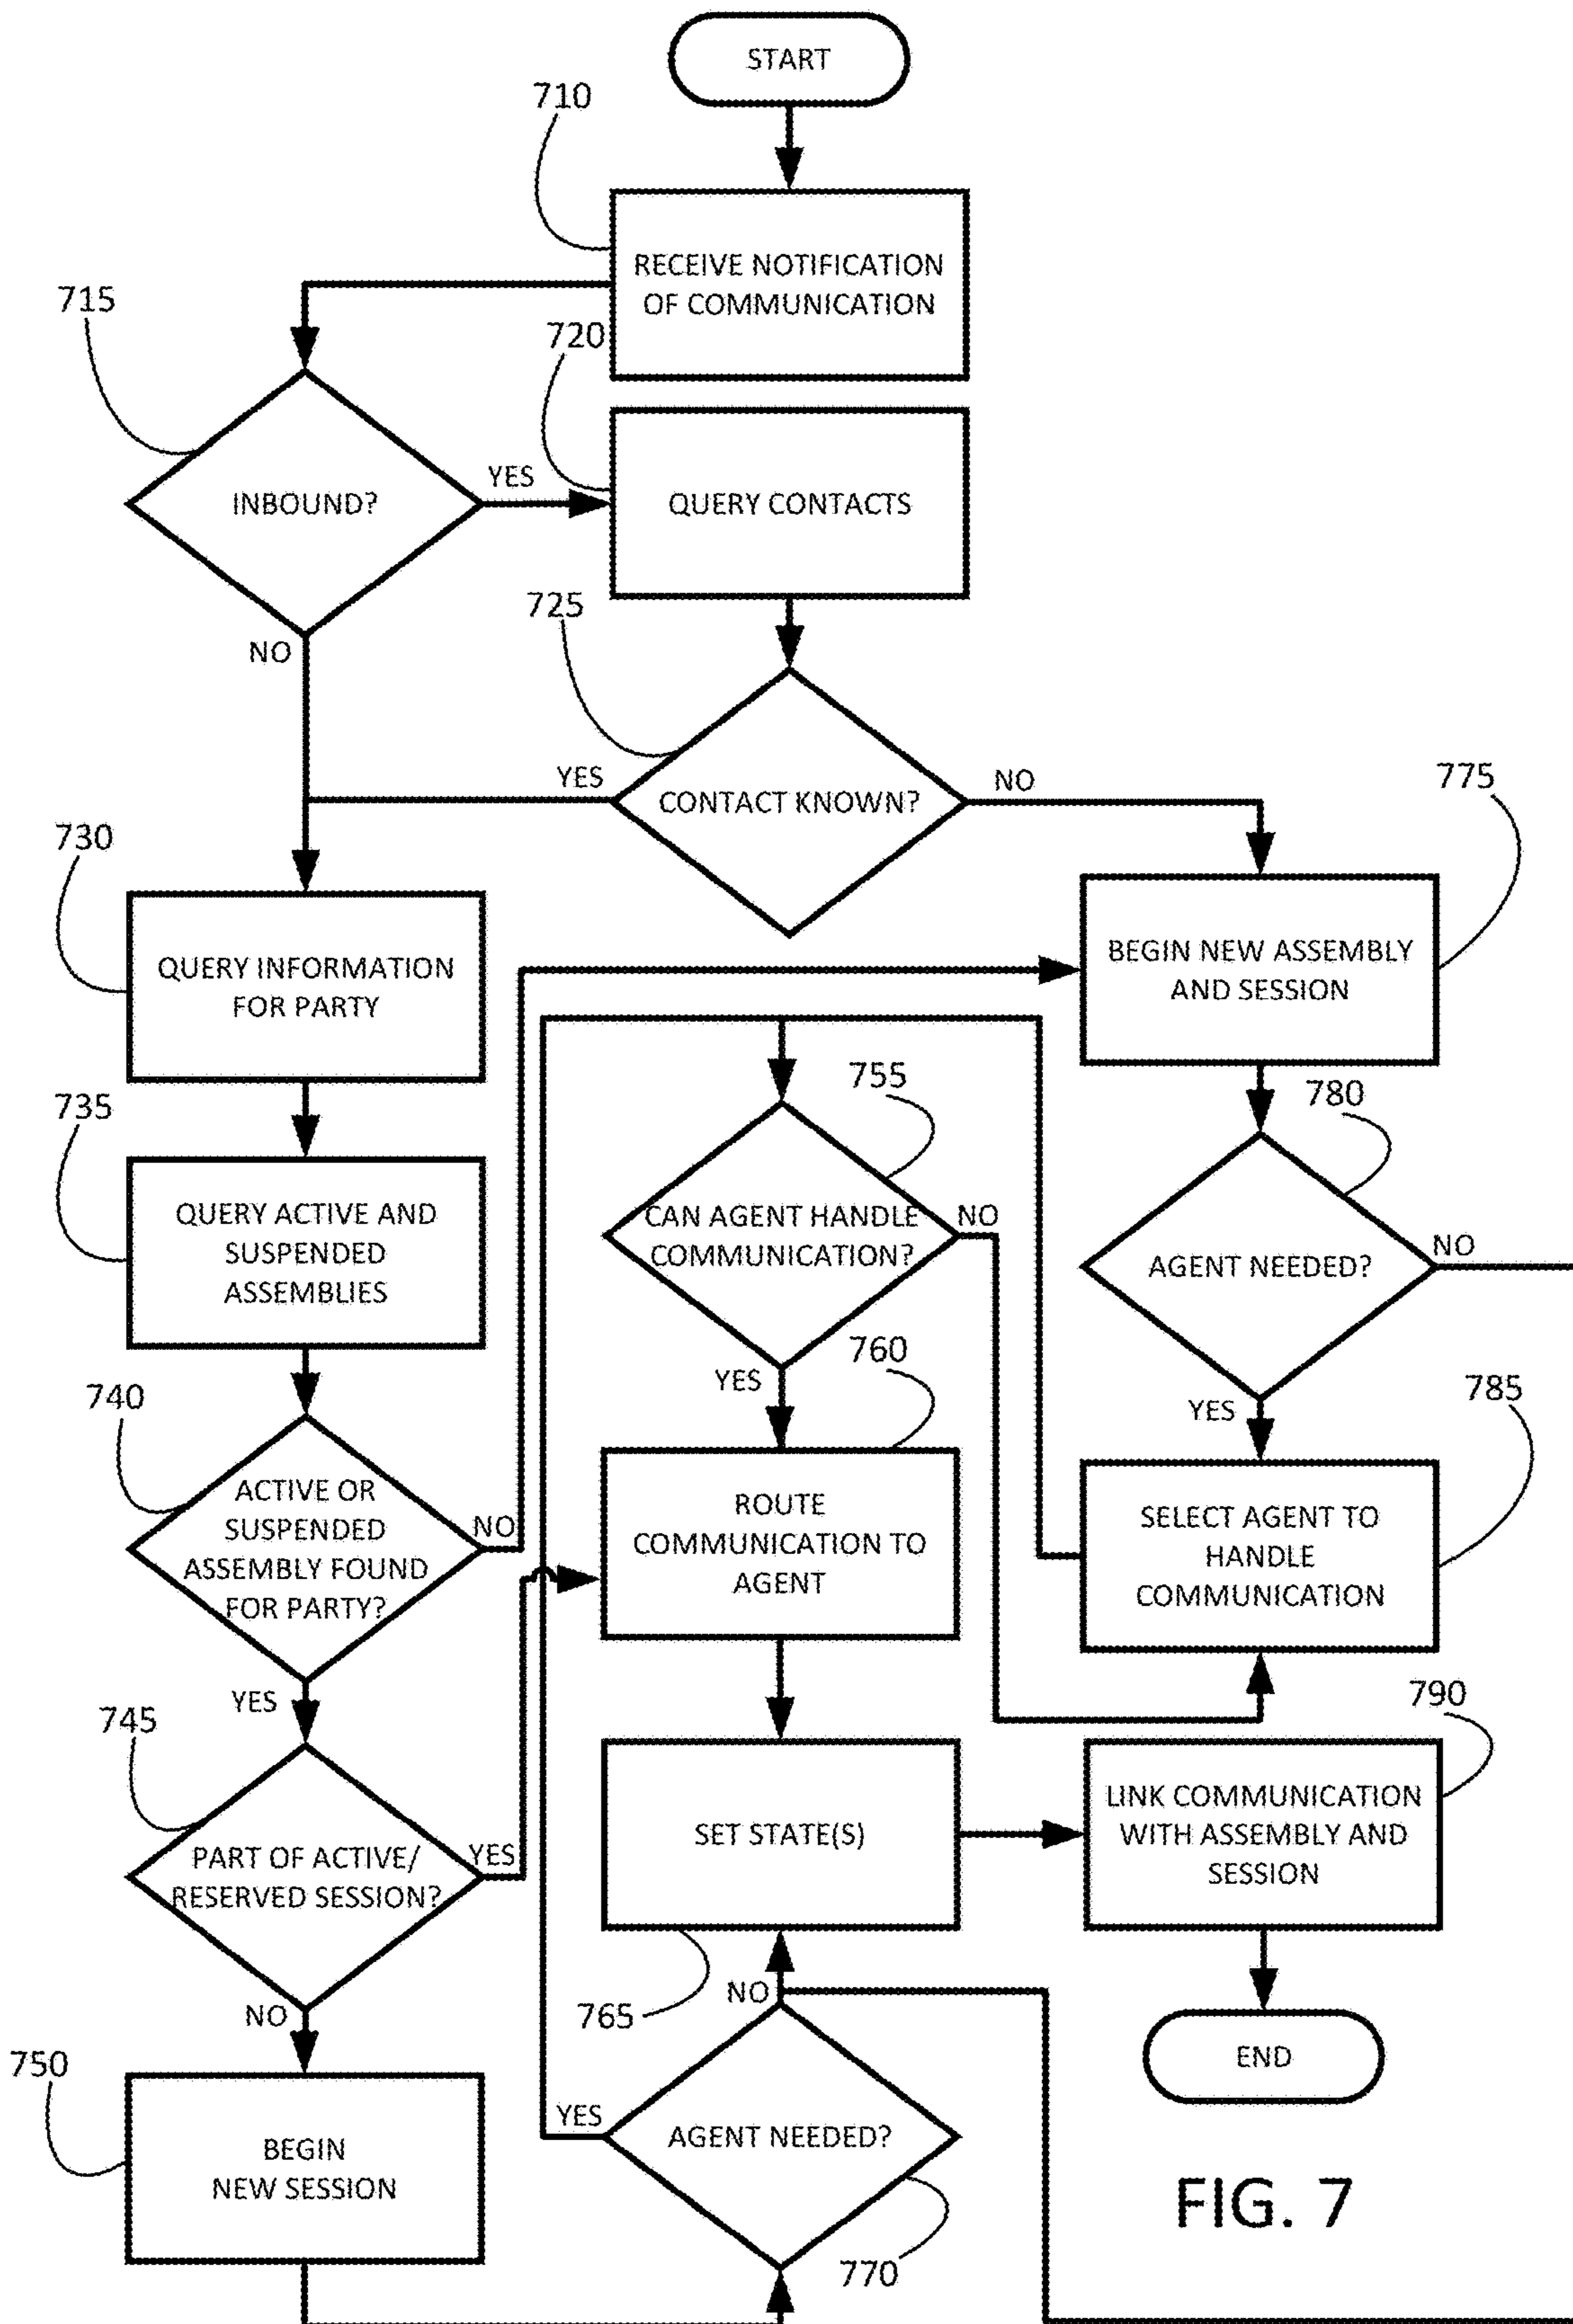 START
710
RECEIVE NOTIFICATION
OF COMMUNICATION
715
INBOUND?
YES
NO
720
QUERY CONTACTS
725
CONTACT KNOWN?
YES
NO
730
QUERY INFORMATION
FOR PARTY
775
BEGIN NEW ASSEMBLY
AND SESSION
735
QUERY ACTIVE AND
SUSPENDED
ASSEMBLIES
755
CAN AGENT HANDLE
COMMUNICATION?
NO
YES
780
AGENT NEEDED?
NO
YES
740
ACTIVE OR
SUSPENDED
ASSEMBLY FOUND
FOR PARTY?
NO
YES
760
ROUTE
COMMUNICATION TO
AGENT
785
SELECT AGENT TO
HANDLE
COMMUNICATION
745
PART OF ACTIVE/
RESERVED SESSION?
YES
NO
SET STATE(S)
765
790
LINK COMMUNICATION
WITH ASSEMBLY AND
SESSION
750
BEGIN
NEW SESSION
NO
YES
AGENT NEEDED?
770
END
FIG. 7